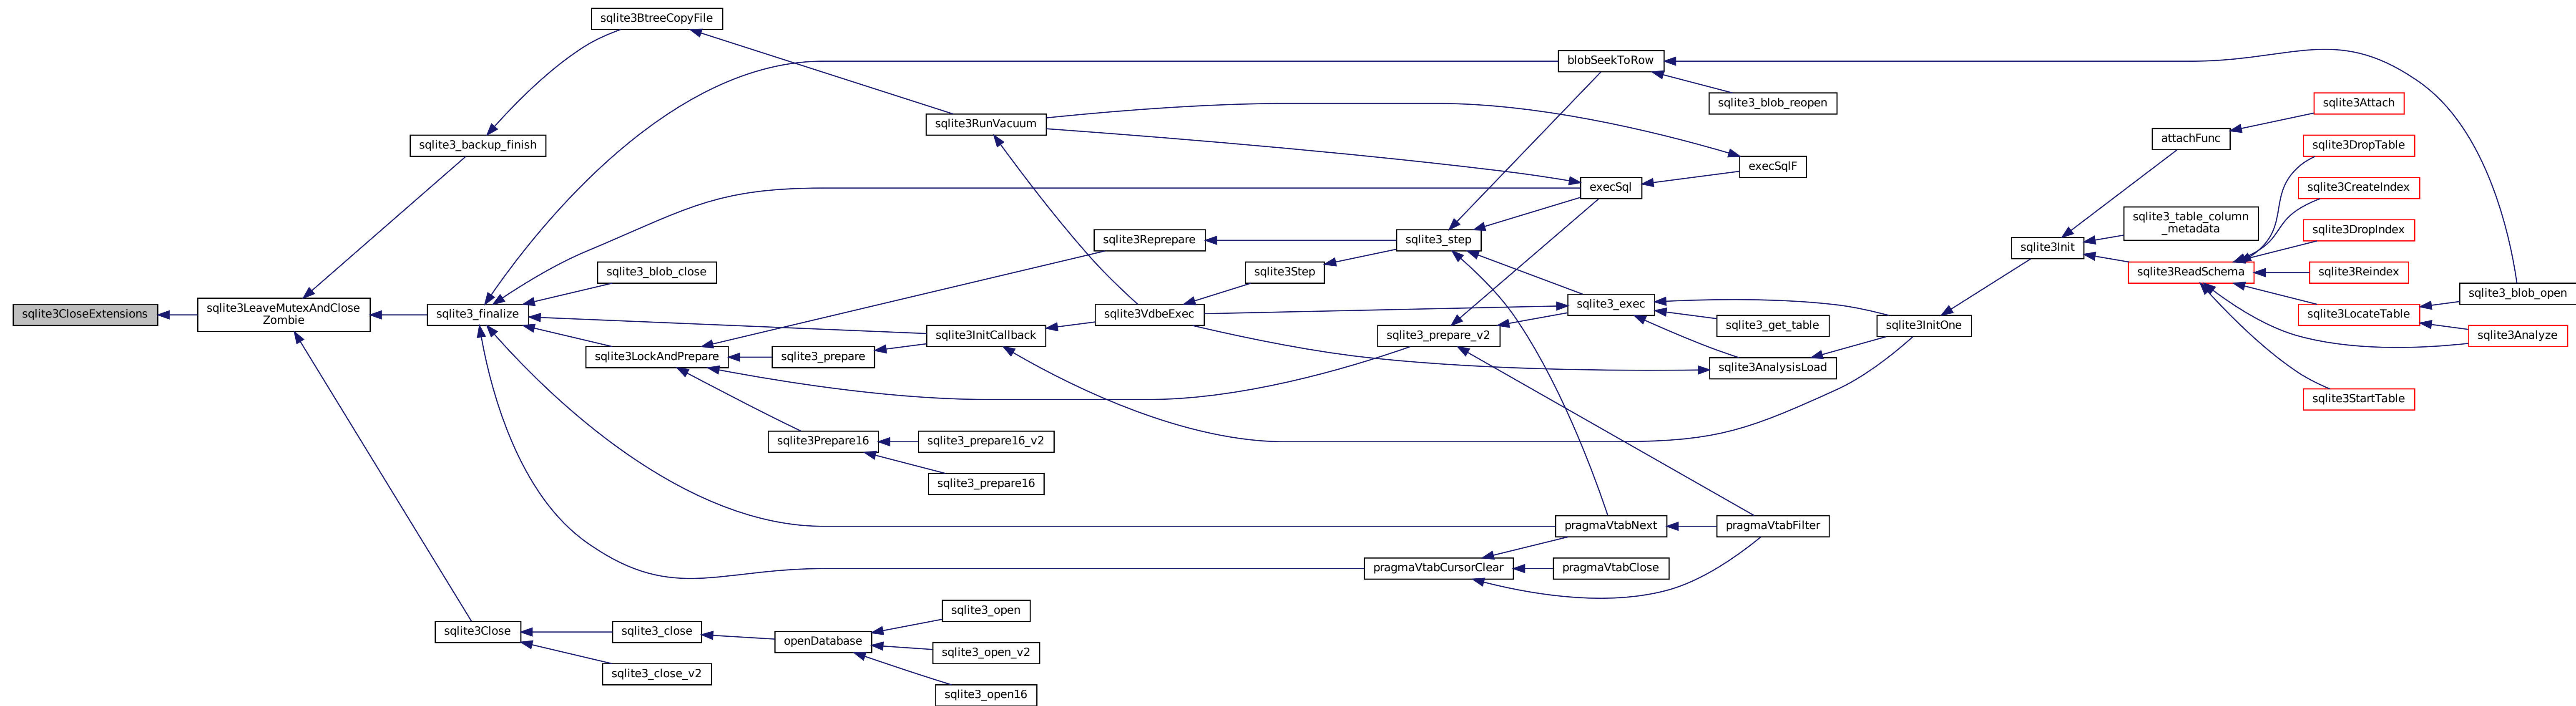 sqlite3CloseExtensions
sqlite3LeaveMutexAndClose
Zombie
sqlite3_backup_finish
sqlite3_finalize
sqlite3Close
sqlite3BtreeCopyFile
sqlite3_blob_close
sqlite3LockAndPrepare
sqlite3_close
sqlite3_close_v2
sqlite3_prepare
sqlite3Prepare16
openDatabase
sqlite3RunVacuum
sqlite3InitCallback
sqlite3_prepare16_v2
sqlite3_prepare16
sqlite3_open
sqlite3_open_v2
sqlite3_open16
sqlite3Reprepare
sqlite3VdbeExec
sqlite3Step
sqlite3_step
sqlite3_prepare_v2
pragmaVtabCursorClear
blobSeekToRow
execSql
sqlite3_exec
pragmaVtabNext
pragmaVtabClose
sqlite3_blob_reopen
execSqlF
sqlite3_get_table
sqlite3AnalysisLoad
pragmaVtabFilter
sqlite3InitOne
sqlite3Init
attachFunc
sqlite3_table_column
_metadata
sqlite3ReadSchema
sqlite3Attach
sqlite3DropTable
sqlite3CreateIndex
sqlite3DropIndex
sqlite3Reindex
sqlite3LocateTable
sqlite3StartTable
sqlite3_blob_open
sqlite3Analyze